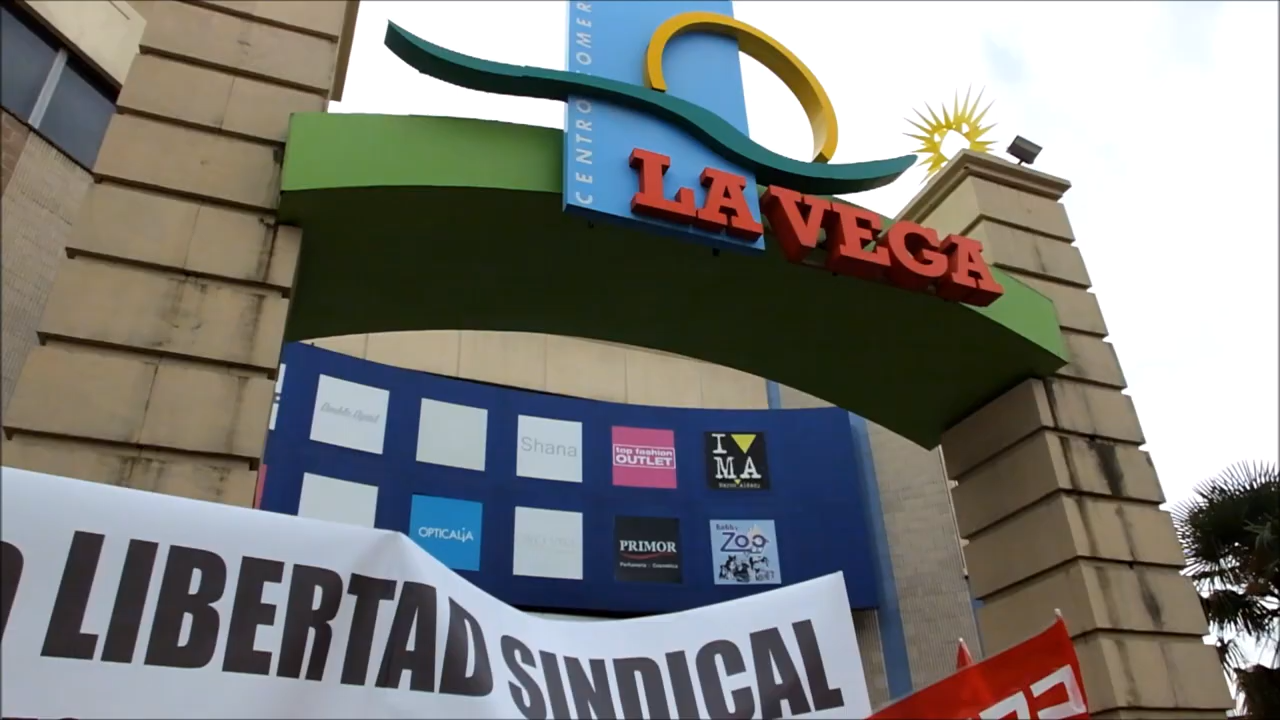 CENTRO COMER
LA VEGA
Shana
top fashion
OUTLET
I
MA
OPTICALIA
PRIMOR
Perfumería - Cosmética
Zoo
LIBERTAD SINDICAL